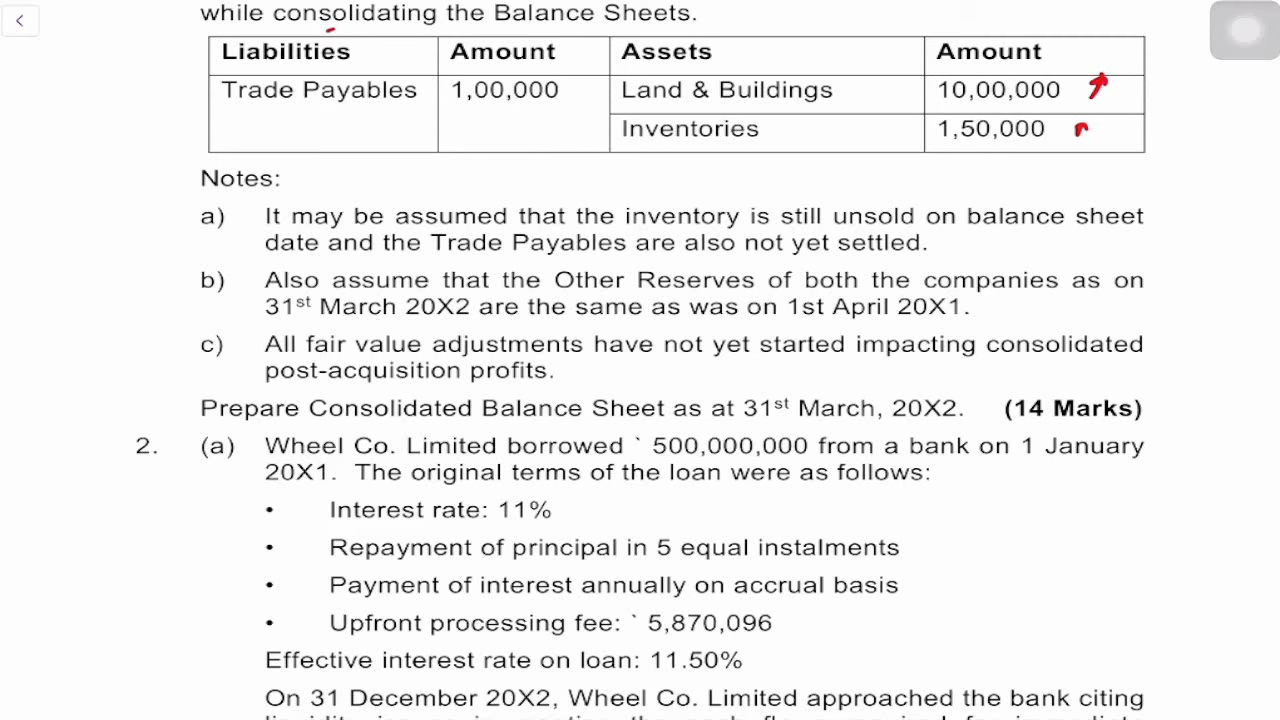 while consolidating the Balance Sheets.
Liabilities Amount Assets Amount
Trade Payables 1,00,000 Land & Buildings 10,00,000
Inventories 1,50,000
Notes:
a) It may be assumed that the inventory is still unsold on balance sheet
date and the Trade Payables are also not yet settled.
b) Also assume that the Other Reserves of both the companies as on
31st March 20X2 are the same as was on 1st April 20X1.
c) All fair value adjustments have not yet started impacting consolidated
post-acquisition profits.
Prepare Consolidated Balance Sheet as at 31st March, 20X2. (14 Marks)
2. (a) Wheel Co. Limited borrowed ` 500,000,000 from a bank on 1 January
20X1. The original terms of the loan were as follows:
• Interest rate: 11%
• Repayment of principal in 5 equal instalments
• Payment of interest annually on accrual basis
• Upfront processing fee: ` 5,870,096
Effective interest rate on loan: 11.50%
On 31 December 20X2, Wheel Co. Limited approached the bank citing